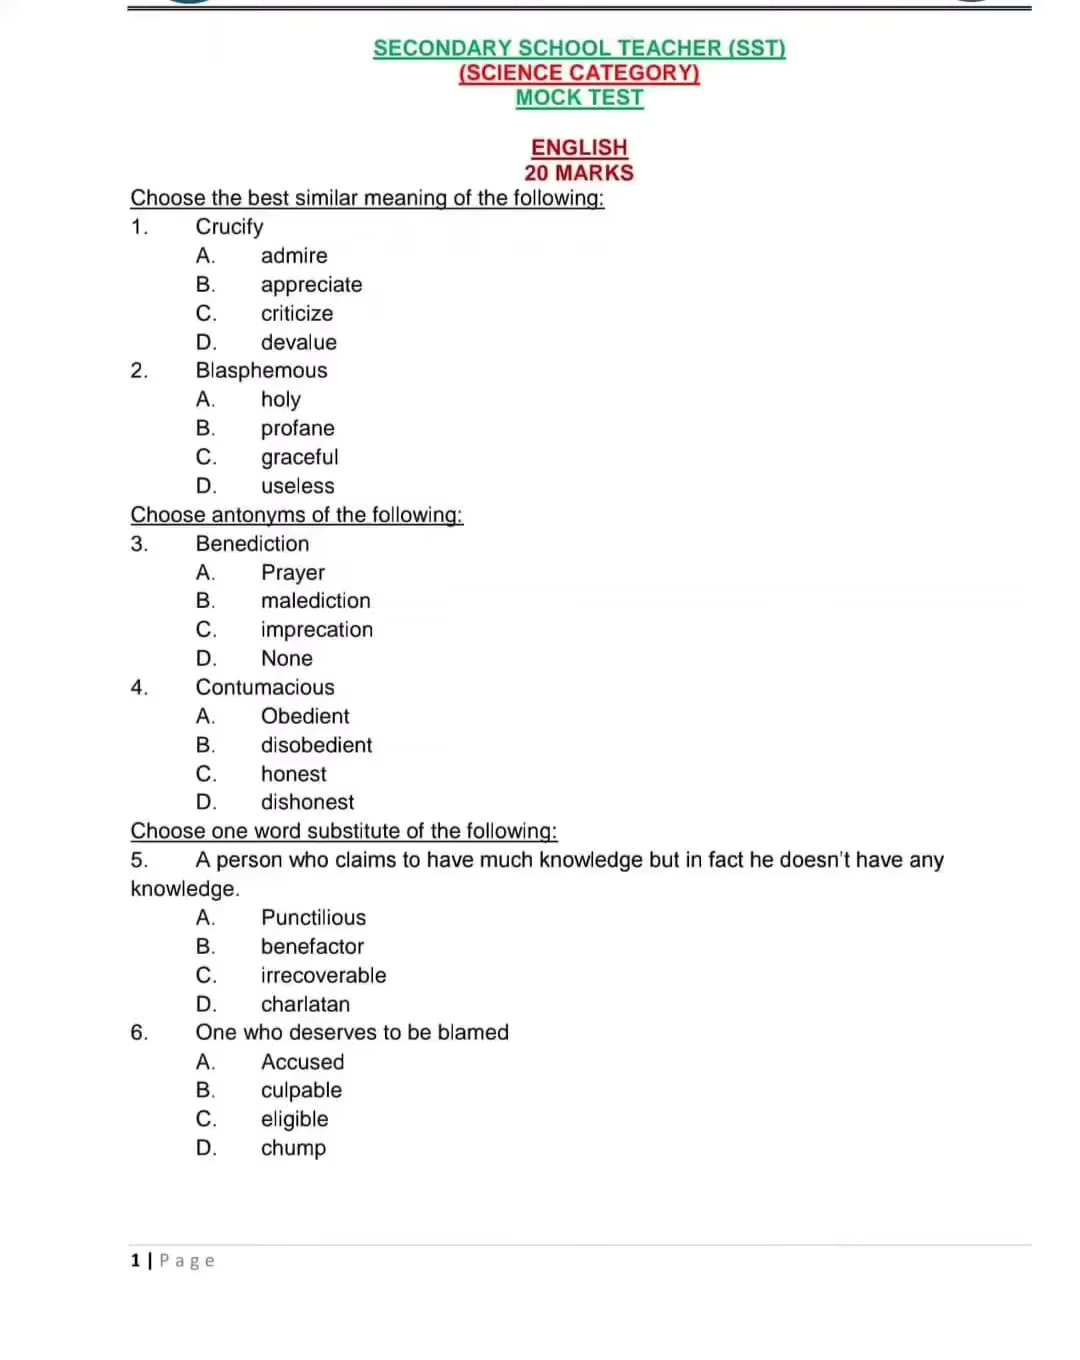 SECONDARY SCHOOL TEACHER (SST)
(SCIENCE CATEGORY)
MOCK TEST
ENGLISH
20 MARKS
Choose the best similar meaning of the following:
1. Crucify
A. admire
B. appreciate
C. criticize
D. devalue
2. Blasphemous
A. holy
B. profane
C. graceful
D. useless
Choose antonyms of the following:
3. Benediction
A. Prayer
B. malediction
C. imprecation
D. None
4. Contumacious
A. Obedient
B. disobedient
C. honest
D. dishonest
Choose one word substitute of the following:
5. A person who claims to have much knowledge but in fact he doesn't have any
knowledge.
A. Punctilious
B. benefactor
C. irrecoverable
D. charlatan
6. One who deserves to be blamed
A. Accused
B. culpable
C. eligible
D. chump
1 | Page